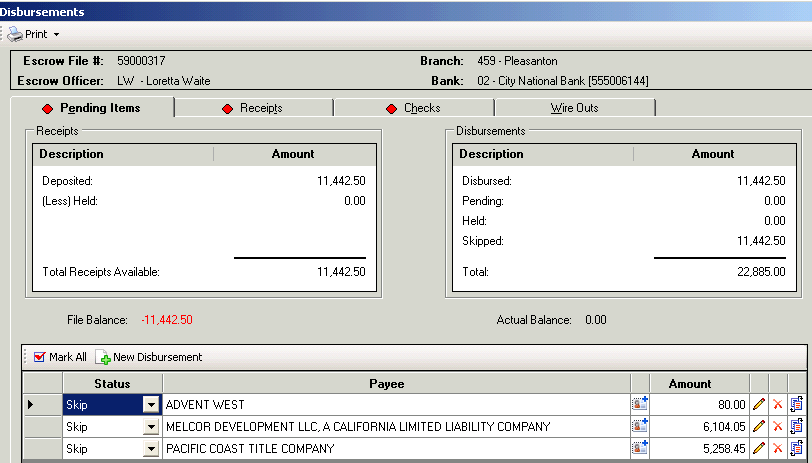 Disbursements
Print
Escrow File #: 59000317 Branch: 459 - Pleasanton
Escrow Officer: LW - Loretta Waite Bank: 02 - City National Bank [555006144]
Pending Items Receipts Checks Wire Outs
Receipts Disbursements
Description Amount Description Amount
Deposited: 11,442.50 Disbursed: 11,442.50
(Less) Held: 0.00 Pending: 0.00
Held: 0.00
Skipped: 11,442.50
Total Receipts Available: 11,442.50 Total: 22,885.00
File Balance: -11,442.50 Actual Balance: 0.00
Mark All New Disbursement
Status Payee Amount
Skip ADVENT WEST 80.00
Skip MELCOR DEVELOPMENT LLC, A CALIFORNIA LIMITED LIABILITY COMPANY 6,104.05
Skip PACIFIC COAST TITLE COMPANY 5,258.45